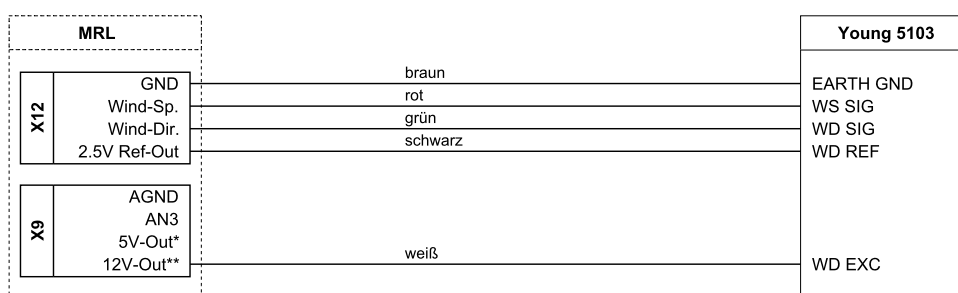 MRL
Young 5103
X12
GND braun EARTH GND
Wind-Sp. rot WS SIG
Wind-Dir. grün WD SIG
2.5V Ref-Out schwarz WD REF
X9
AGND
AN3
5V-Out*
12V-Out** weiß WD EXC